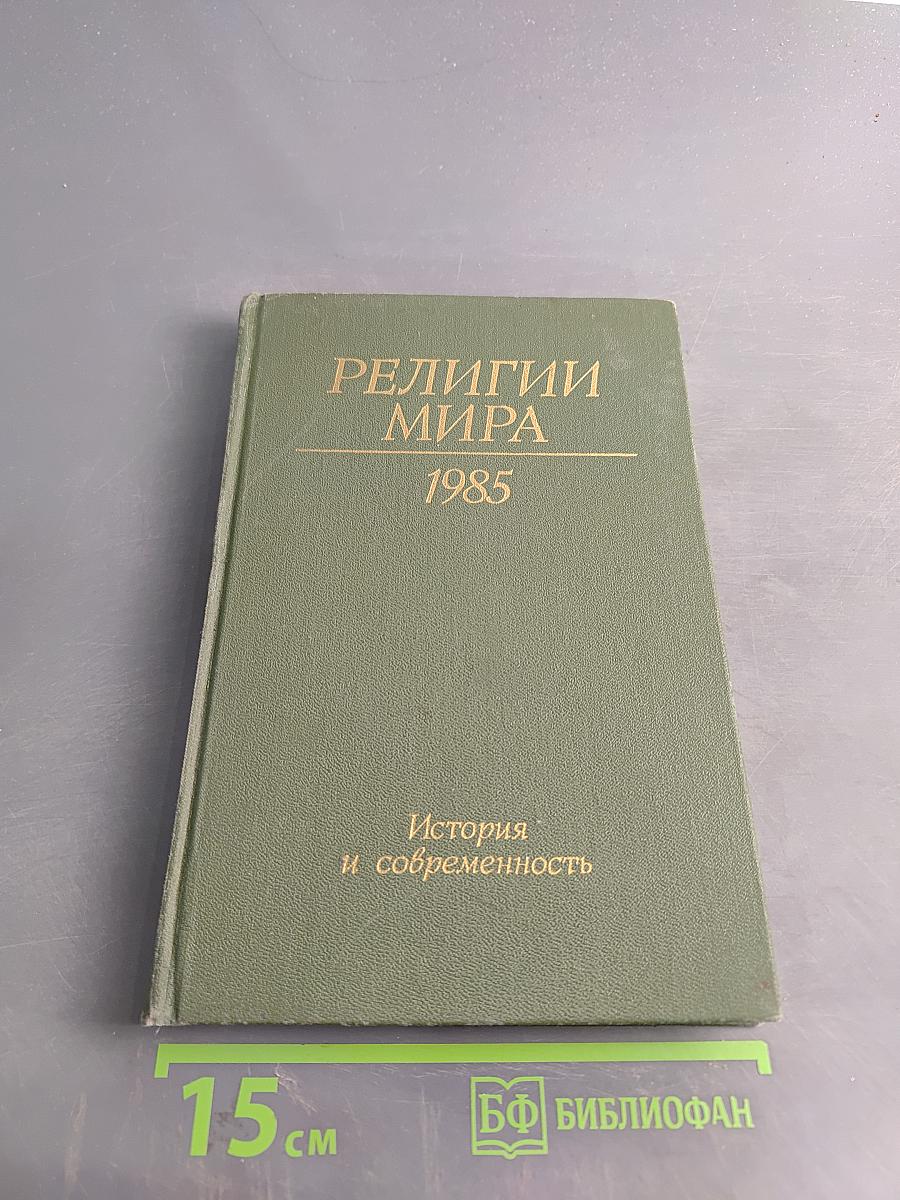 РЕЛИГИИ
МИРА
1985
История
и современность
15 см
БФ БИБЛИОФАН